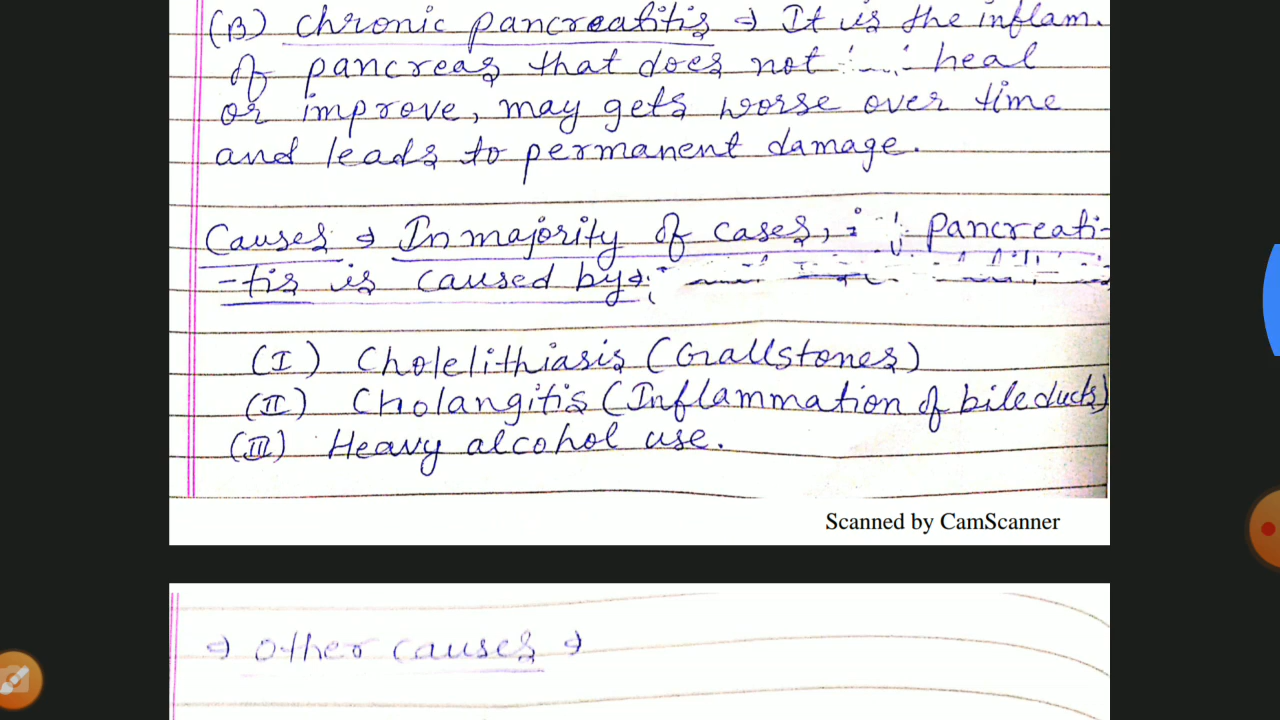 (B) Chronic pancreatitis → It is the inflam.
of pancreas that does not heal
or improve, may gets worse over time
and leads to permanent damage.
Causes → In majority of cases, Pancreati-
-tis is caused by →
(I) Cholelithiasis (Grallstones)
(II) Cholangitis (Inflammation of bile duct)
(III) Heavy alcohol use.
Scanned by CamScanner
→ Other causes →